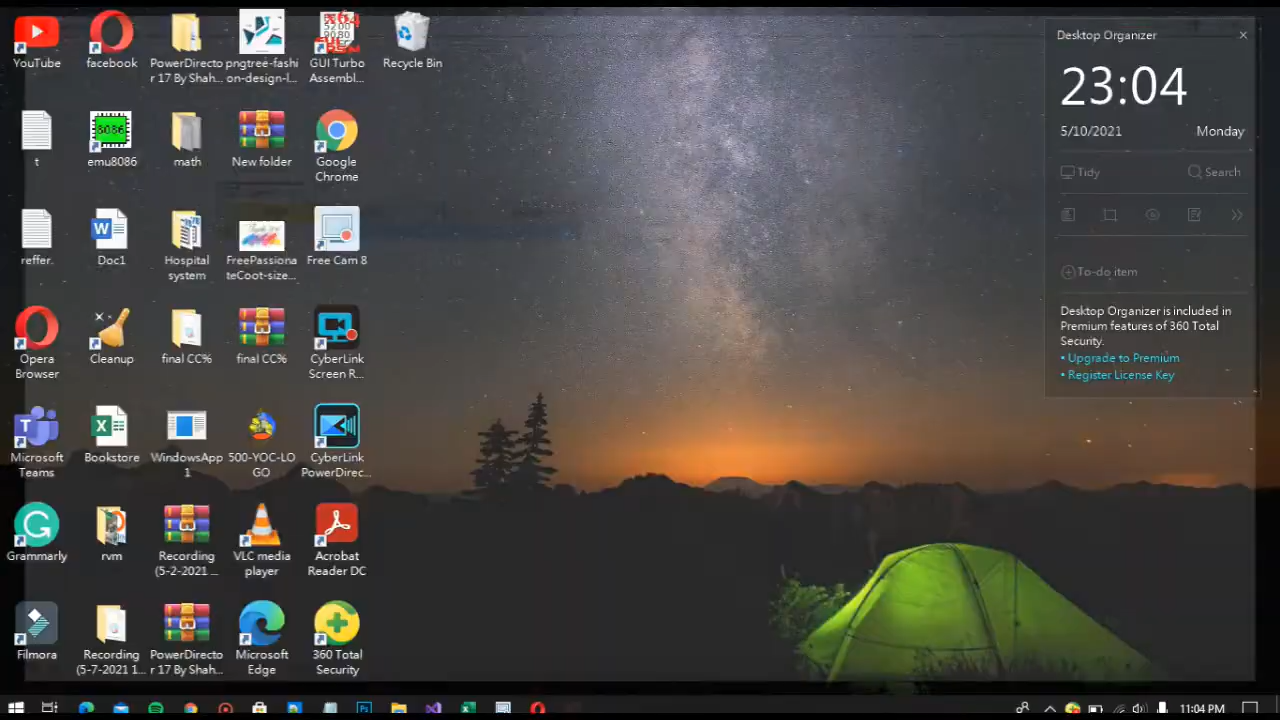 YouTube
facebook
PowerDirecto
r 17 By Shah...
pngtree-fashi
on-design-l...
GUI Turbo
Assembl...
Recycle Bin
t
emu8086
math
New folder
Google
Chrome
reffer.
Doc1
Hospital
system
FreePassiona
teCoot-size...
Free Cam 8
Opera
Browser
Cleanup
final CC%
final CC%
CyberLink
Screen R...
Microsoft
Teams
Bookstore
WindowsApp
1
500-YOC-LO
GO
CyberLink
PowerDirec...
Grammarly
rvm
Recording
(5-2-2021 ...
VLC media
player
Acrobat
Reader DC
Filmora
Recording
(5-7-2021 1...
PowerDirecto
r 17 By Shah...
Microsoft
Edge
360 Total
Security
Desktop Organizer
23:04
5/10/2021 Monday
Tidy Search
To-do item
Desktop Organizer is included in
Premium features of 360 Total
Security.
• Upgrade to Premium
• Register License Key
11:04 PM